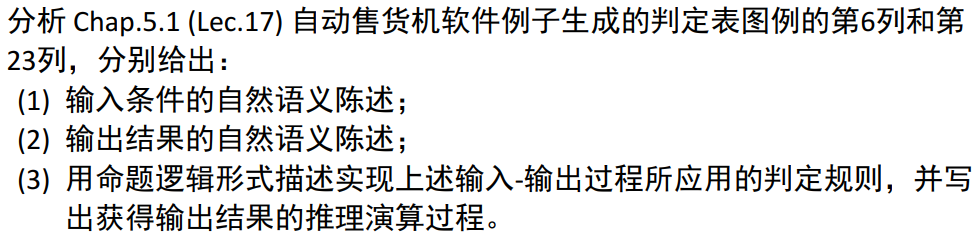 分析 Chap.5.1 (Lec.17) 自动售货机软件例子生成的判定表图例的第6列和第
23列，分别给出：
(1) 输入条件的自然语义陈述；
(2) 输出结果的自然语义陈述；
(3) 用命题逻辑形式描述实现上述输入-输出过程所应用的判定规则，并写
出获得输出结果的推理演算过程。